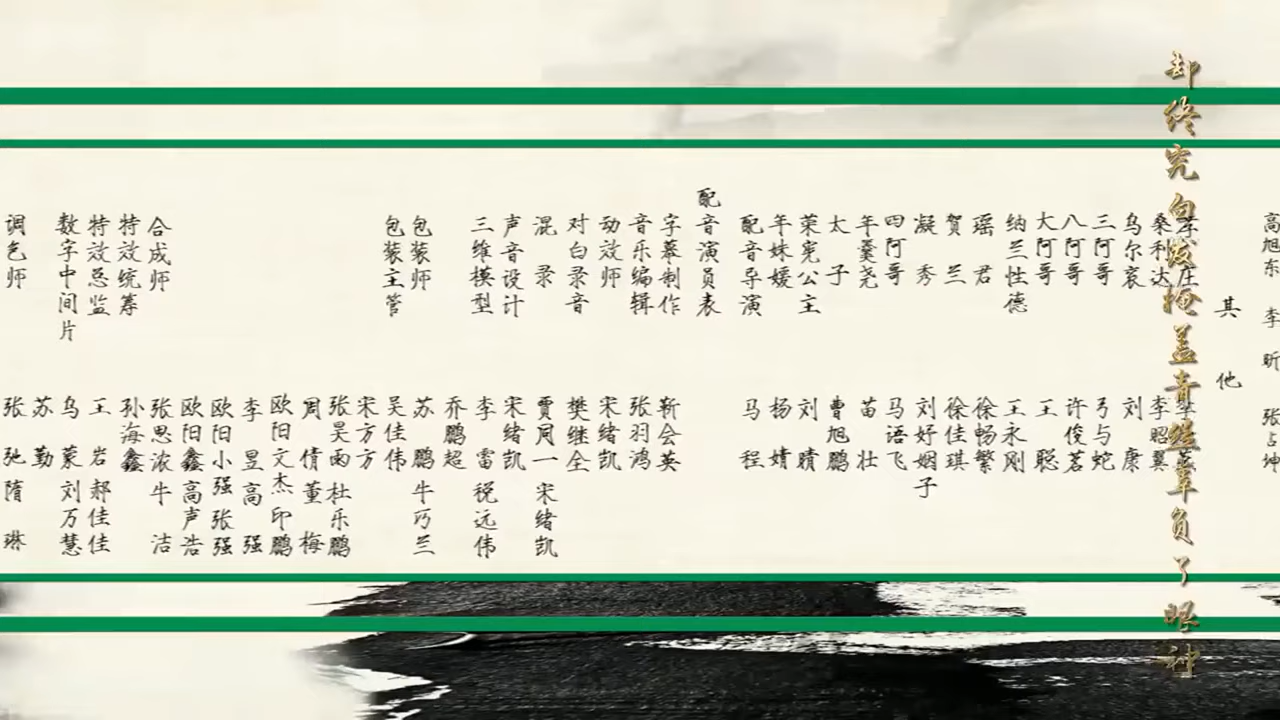 高旭东 李昕 张占坤
其他
却终究白发掩盖青丝辜负了眼神
桑利达 李昭翼
乌尔衮 刘康
三阿哥 弓与蛇
八阿哥 许俊茗
大阿哥 王聪
纳兰性德 王永刚
瑶君 徐畅繁
贺兰 徐佳琪
凝秀 刘好姻子
四阿哥 马语飞
年羹尧 苗壮
太子 曹旭鹏
荣宪公主 刘晴
年妹媛 杨婧
配音导演 马程
配音演员表
字幕制作 靳会英
音乐编辑 张羽鸿
动效师 宋绪凯
对白录音 樊继全
混录 贾周一 宋绪凯
声音设计 宋绪凯
三维模型 李雷 税远伟
乔鹏超
包装师 苏鹏 牛巧兰
包装主管 吴佳伟
宋方方
张昊雨 杜乐鹏
周倩 董梅
欧阳文杰 印鹏
李昱 高强
欧阳小强 张强
欧阳鑫 高声浩
合成师 张思浓 牛洁
特效统筹 孙海鑫
特效总监 王岩 郝佳佳
数字中间片 乌蒙 刘万慧
苏勤
调色师 张驰 隋琳